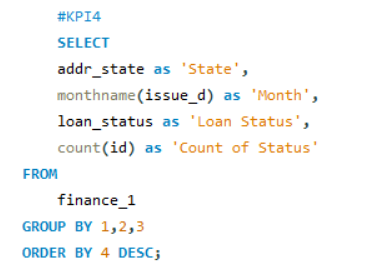 #KPI4
SELECT
addr_state as 'State',
monthname(issue_d) as 'Month',
loan_status as 'Loan Status',
count(id) as 'Count of Status'
FROM
finance_1
GROUP BY 1,2,3
ORDER BY 4 DESC;